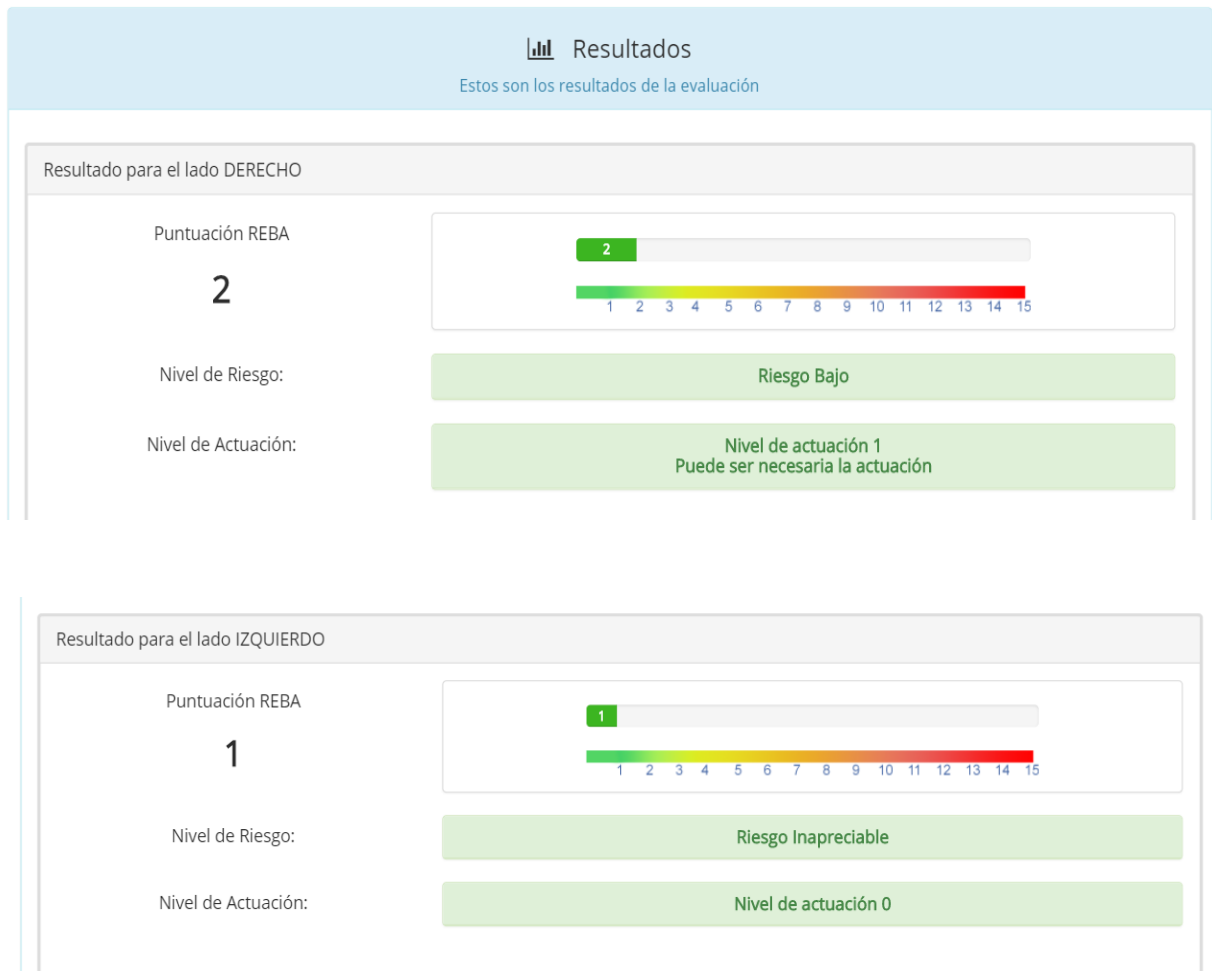 Resultados
Estos son los resultados de la evaluación
Resultado para el lado DERECHO
Puntuación REBA
2
2
1 2 3 4 5 6 7 8 9 10 11 12 13 14 15
Nivel de Riesgo:
Riesgo Bajo
Nivel de Actuación:
Nivel de actuación 1
Puede ser necesaria la actuación
Resultado para el lado IZQUIERDO
Puntuación REBA
1
1
1 2 3 4 5 6 7 8 9 10 11 12 13 14 15
Nivel de Riesgo:
Riesgo Inapreciable
Nivel de Actuación:
Nivel de actuación 0